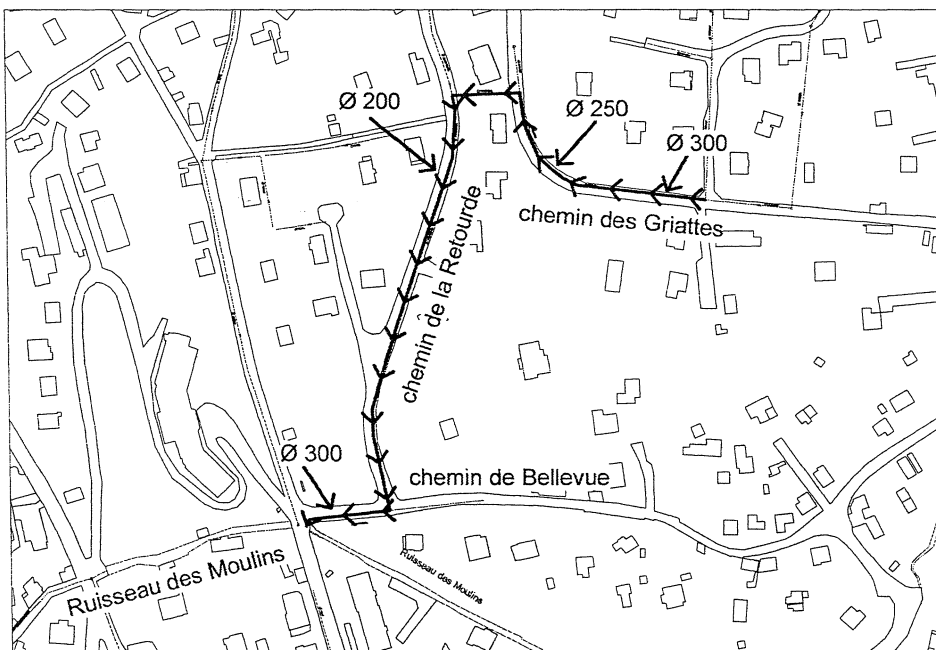 Ø 200
Ø 250
Ø 300
chemin des Griattes
chemin de la Retourde
Ø 300
chemin de Bellevue
Ruisseau des Moulins
Ruisseau des Moulins